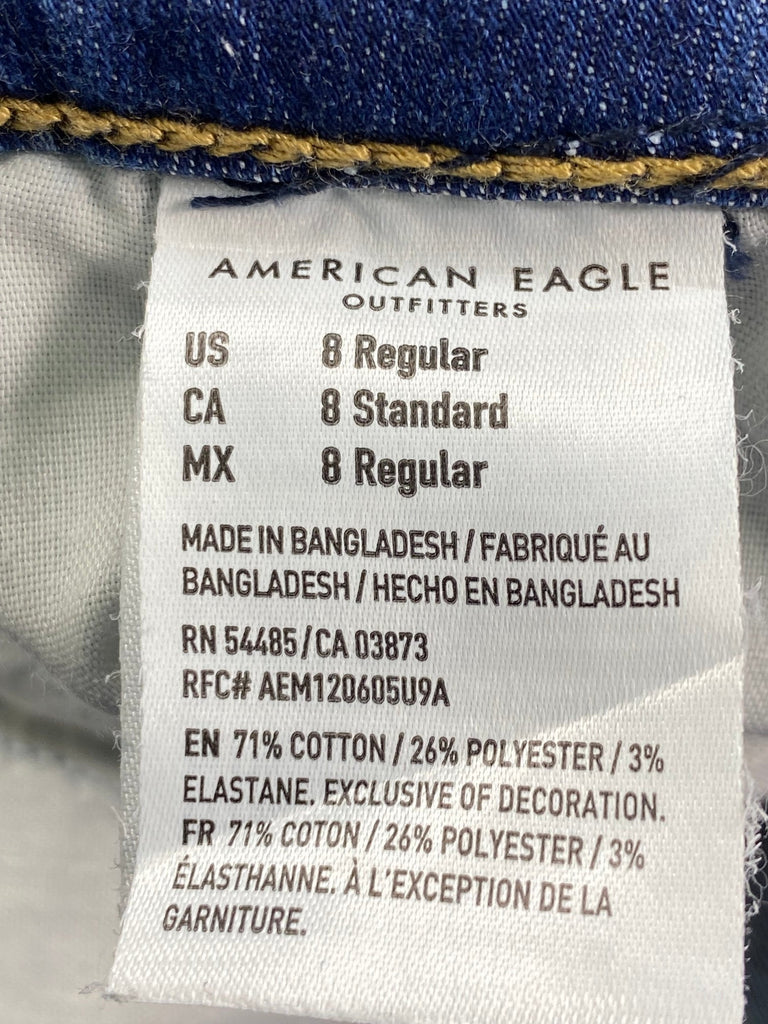 AMERICAN EAGLE
OUTFITTERS
US 8 Regular
CA 8 Standard
MX 8 Regular
MADE IN BANGLADESH / FABRIQUÉ AU
BANGLADESH / HECHO EN BANGLADESH
RN 54485/CA 03873
RFC# AEM120605U9A
EN 71% COTTON / 26% POLYESTER / 3%
ELASTANE. EXCLUSIVE OF DECORATION.
FR 71% COTON / 26% POLYESTER / 3%
ÉLASTHANNE. À L'EXCEPTION DE LA
GARNITURE.